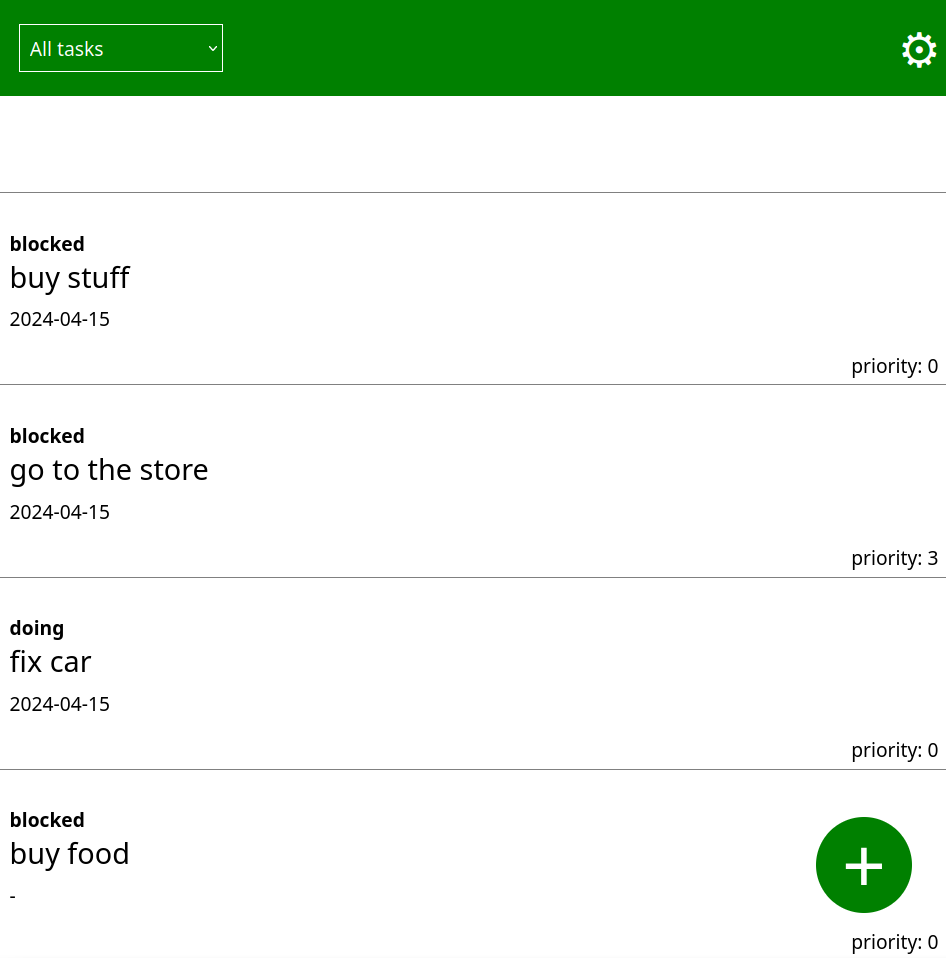 All tasks
blocked
buy stuff
2024-04-15
priority: 0
blocked
go to the store
2024-04-15
priority: 3
doing
fix car
2024-04-15
priority: 0
blocked
buy food
-
+
priority: 0